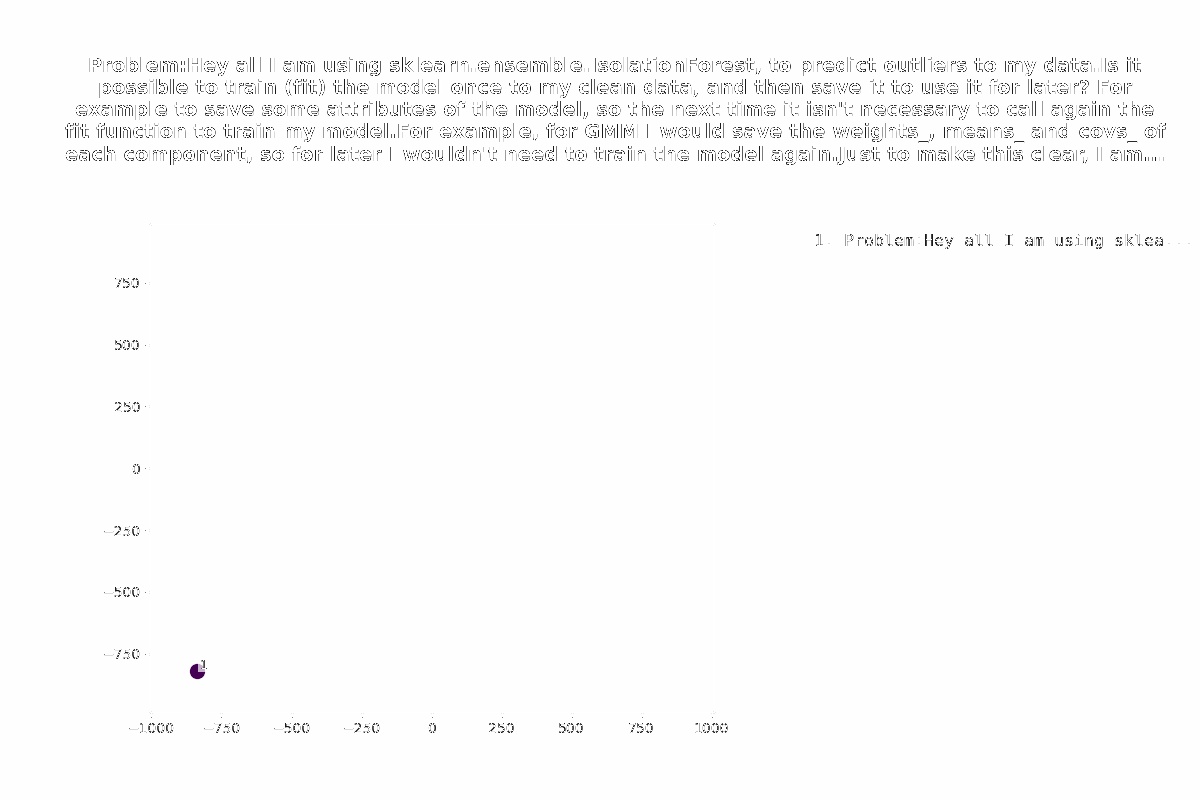 Problem:Hey all I am using sklearn.ensemble.IsolationForest, to predict outliers to my data.Is it
possible to train (fit) the model once to my clean data, and then save it to use it for later? For
example to save some attributes of the model, so the next time it isn't necessary to call again the
fit function to train my model.For example, for GMM I would save the weights_, means_ and covs_ of
each component, so for later I wouldn't need to train the model again.Just to make this clear, I am....
1. Problem:Hey all I am using sklea...
750
500
250
0
−250
−500
−750
1
−1000 −750 −500 −250 0 250 500 750 1000